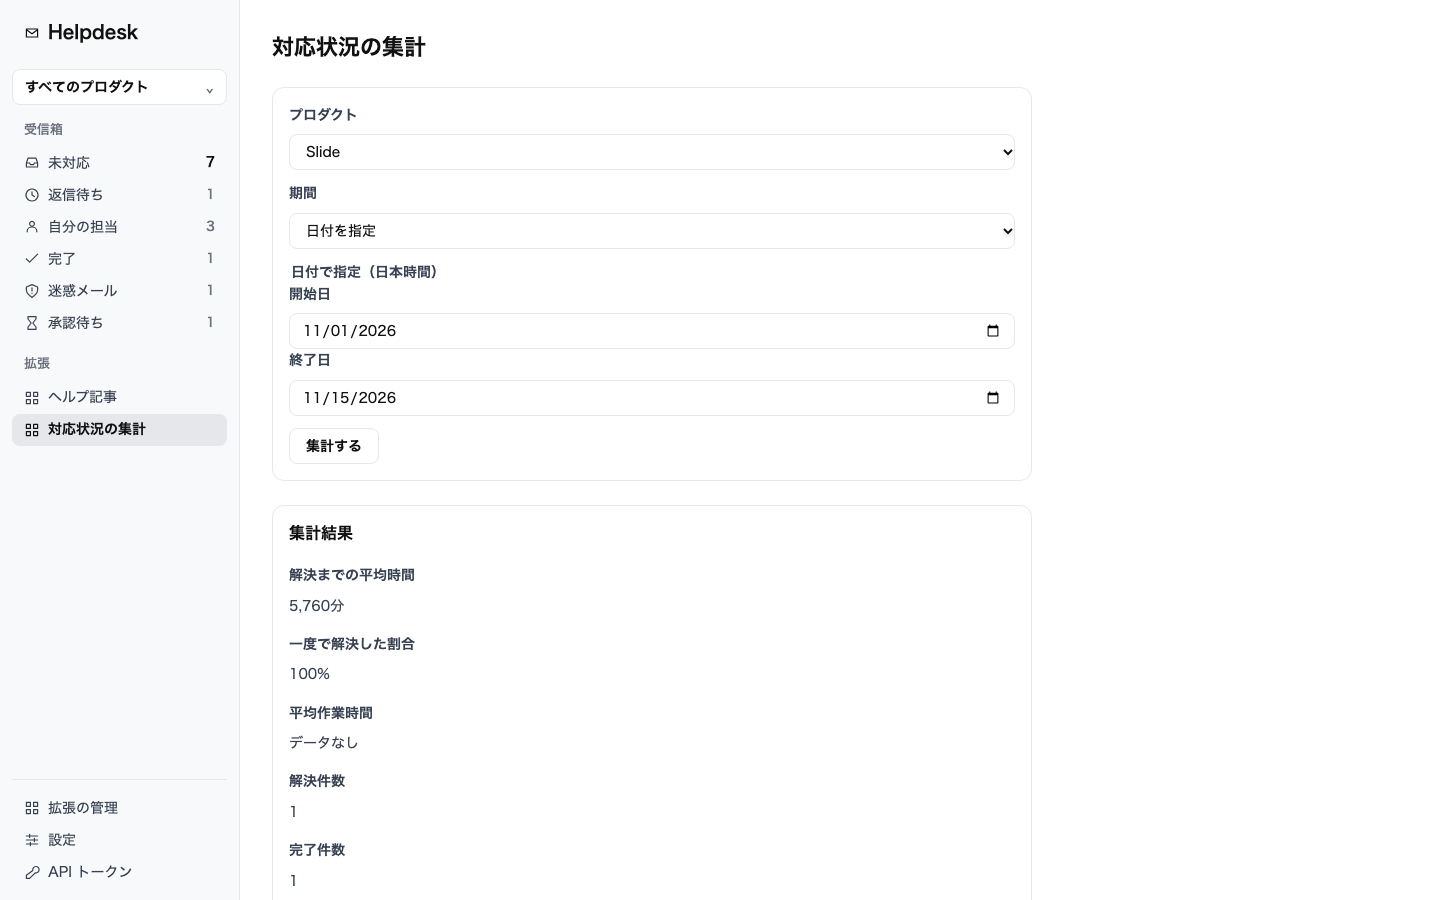 Helpdesk
すべてのプロダクト
受信箱
未対応 7
返信待ち 1
自分の担当 3
完了 1
迷惑メール 1
承認待ち 1
拡張
ヘルプ記事
対応状況の集計
拡張の管理
設定
API トークン
対応状況の集計
プロダクト
Slide
期間
日付を指定
日付で指定（日本時間）
開始日
11/01/2026
終了日
11/15/2026
集計する
集計結果
解決までの平均時間
5,760分
一度で解決した割合
100%
平均作業時間
データなし
解決件数
1
完了件数
1